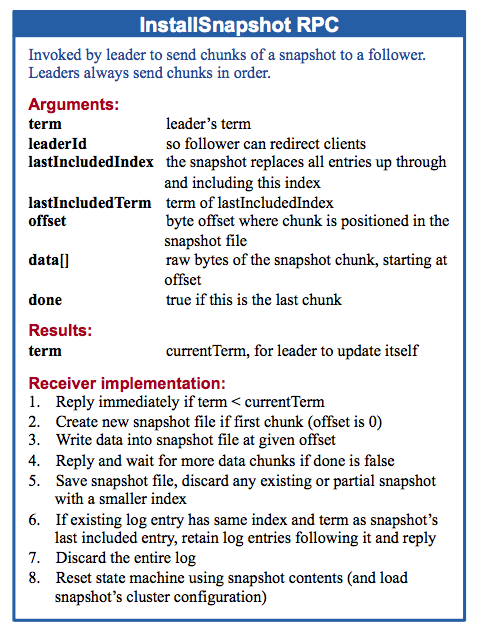 InstallSnapshot RPC
Invoked by leader to send chunks of a snapshot to a follower.
Leaders always send chunks in order.
Arguments:
term leader's term
leaderId so follower can redirect clients
lastIncludedIndex the snapshot replaces all entries up through
and including this index
lastIncludedTerm term of lastIncludedIndex
offset byte offset where chunk is positioned in the
snapshot file
data[] raw bytes of the snapshot chunk, starting at
offset
done true if this is the last chunk
Results:
term currentTerm, for leader to update itself
Receiver implementation:
1. Reply immediately if term < currentTerm
2. Create new snapshot file if first chunk (offset is 0)
3. Write data into snapshot file at given offset
4. Reply and wait for more data chunks if done is false
5. Save snapshot file, discard any existing or partial snapshot
with a smaller index
6. If existing log entry has same index and term as snapshot's
last included entry, retain log entries following it and reply
7. Discard the entire log
8. Reset state machine using snapshot contents (and load
snapshot's cluster configuration)